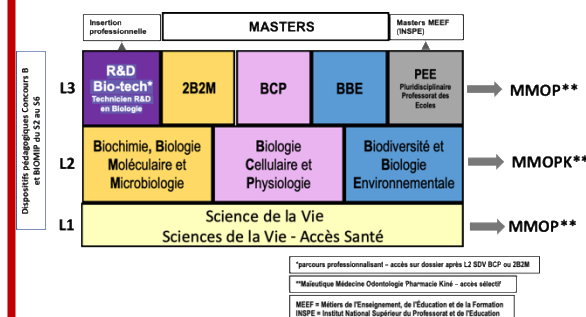 Insertion
professionnelle
MASTERS
Masters MEEF
(INSPE)
Dispositifs pédagogiques Concours B
et BIOMIP du S2 au S6
L3
R&D
Bio-tech*
Technicien R&D
en Biologie
2B2M
BCP
BBE
PEE
Pluridisciplinaire
Professorat des
Ecoles
MMOP**
L2
Biochimie, Biologie
Moléculaire et
Microbiologie
Biologie
Cellulaire et
Physiologie
Biodiversité et
Biologie
Environnementale
MMOPK**
L1
Science de la Vie
Sciences de la Vie - Accès Santé
MMOP**
*parcours professionnalisant – accès sur dossier après L2 SDV BCP ou 2B2M
**Maïeutique Médecine Odontologie Pharmacie Kiné – accès sélectif
MEEF = Métiers de l'Enseignement, de l'Éducation et de la Formation
INSPE = Institut National Supérieur du Professorat et de l'Education